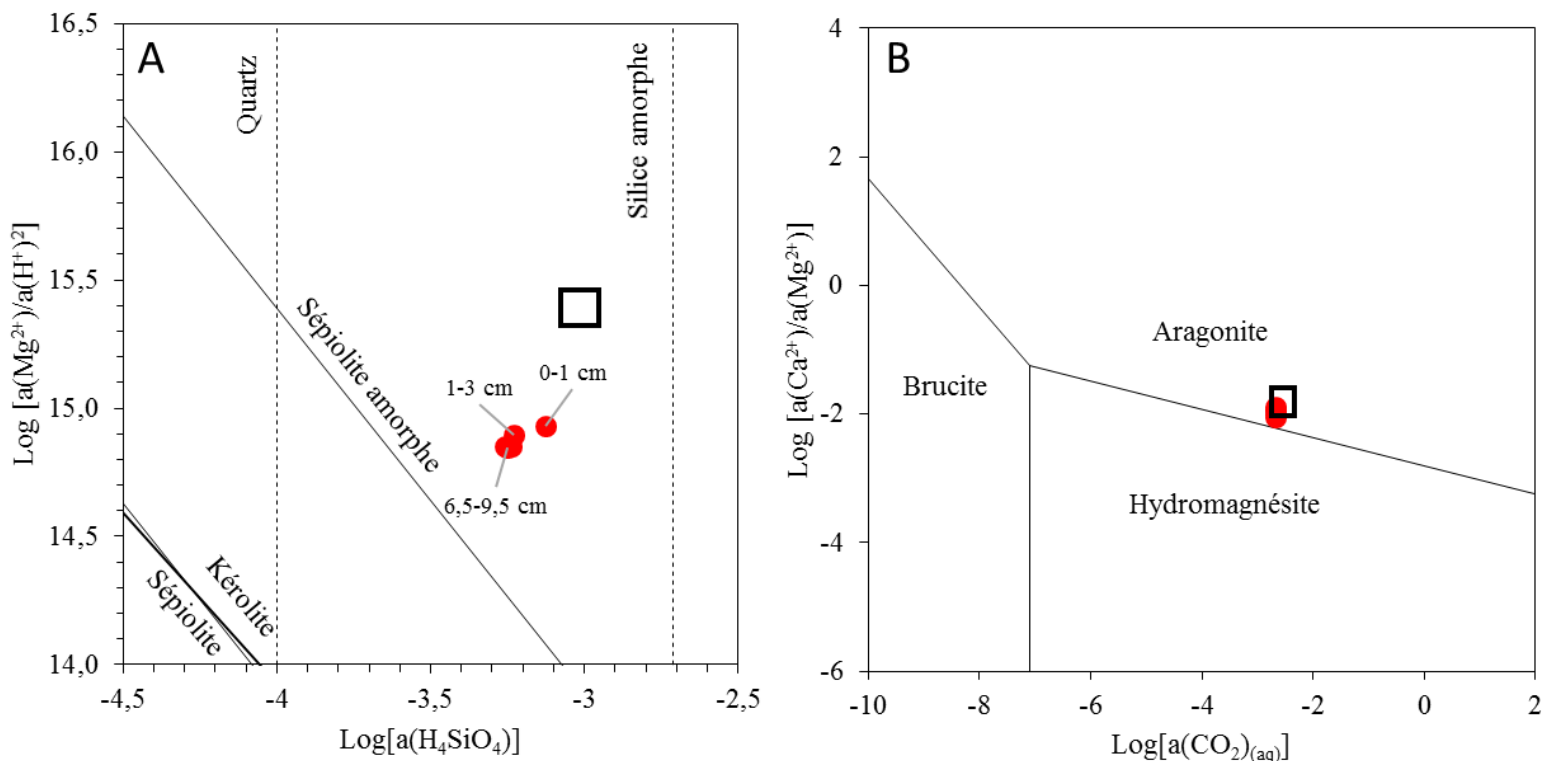 A
16,5
16,0
15,5
15,0
14,5
14,0
Log [a(Mg²⁺)/a(H⁺)²]
Quartz
Silice amorphe
Sépiolite amorphe
0-1 cm
1-3 cm
6,5-9,5 cm
Kérolite
Sépiolite
-4,5
-4
-3,5
-3
-2,5
Log[a(H₄SiO₄)]
B
4
2
0
-2
-4
-6
Log [a(Ca²⁺)/a(Mg²⁺)]
Aragonite
Brucite
Hydromagnésite
-10
-8
-6
-4
-2
0
2
Log[a(CO₂)₍aq₎]